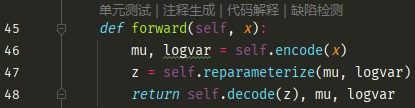 单元测试 | 注释生成 | 代码解释 | 缺陷检测
45 def forward(self, x):
46 mu, logvar = self.encode(x)
47 z = self.reparameterize(mu, logvar)
48 return self.decode(z), mu, logvar